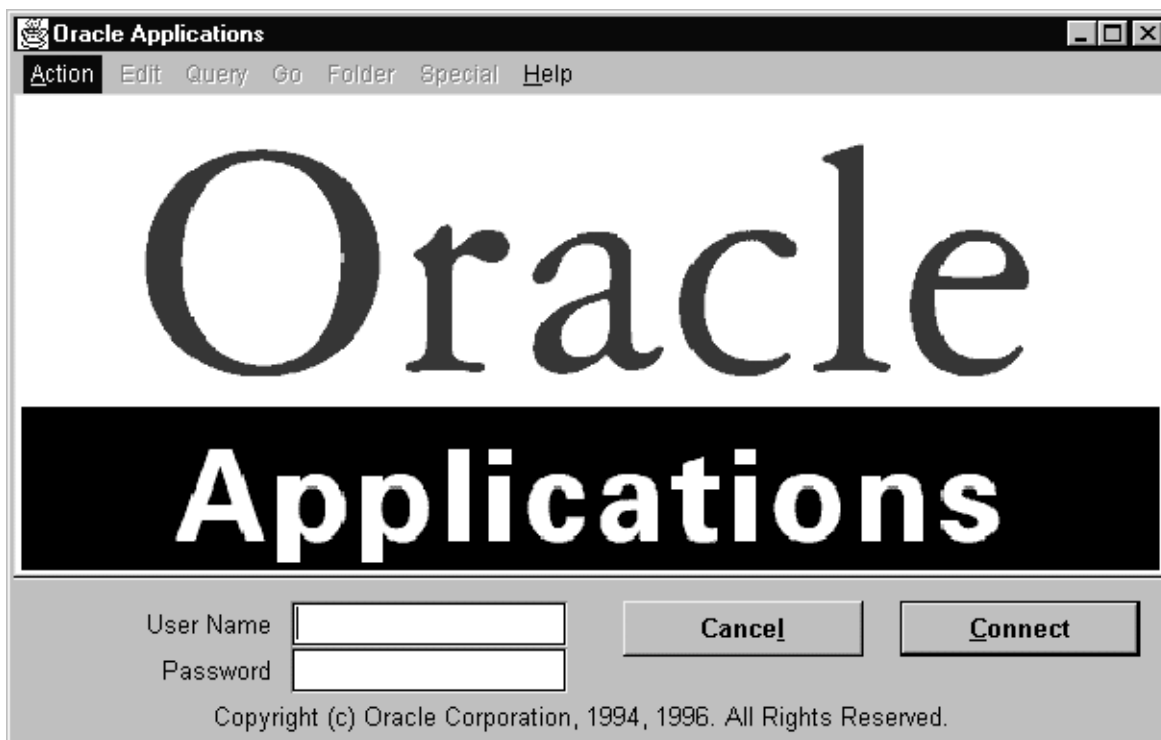 Oracle Applications
Action Edit Query Go Folder Special Help
Oracle
Applications
User Name Cancel Connect
Password
Copyright (c) Oracle Corporation, 1994, 1996. All Rights Reserved.